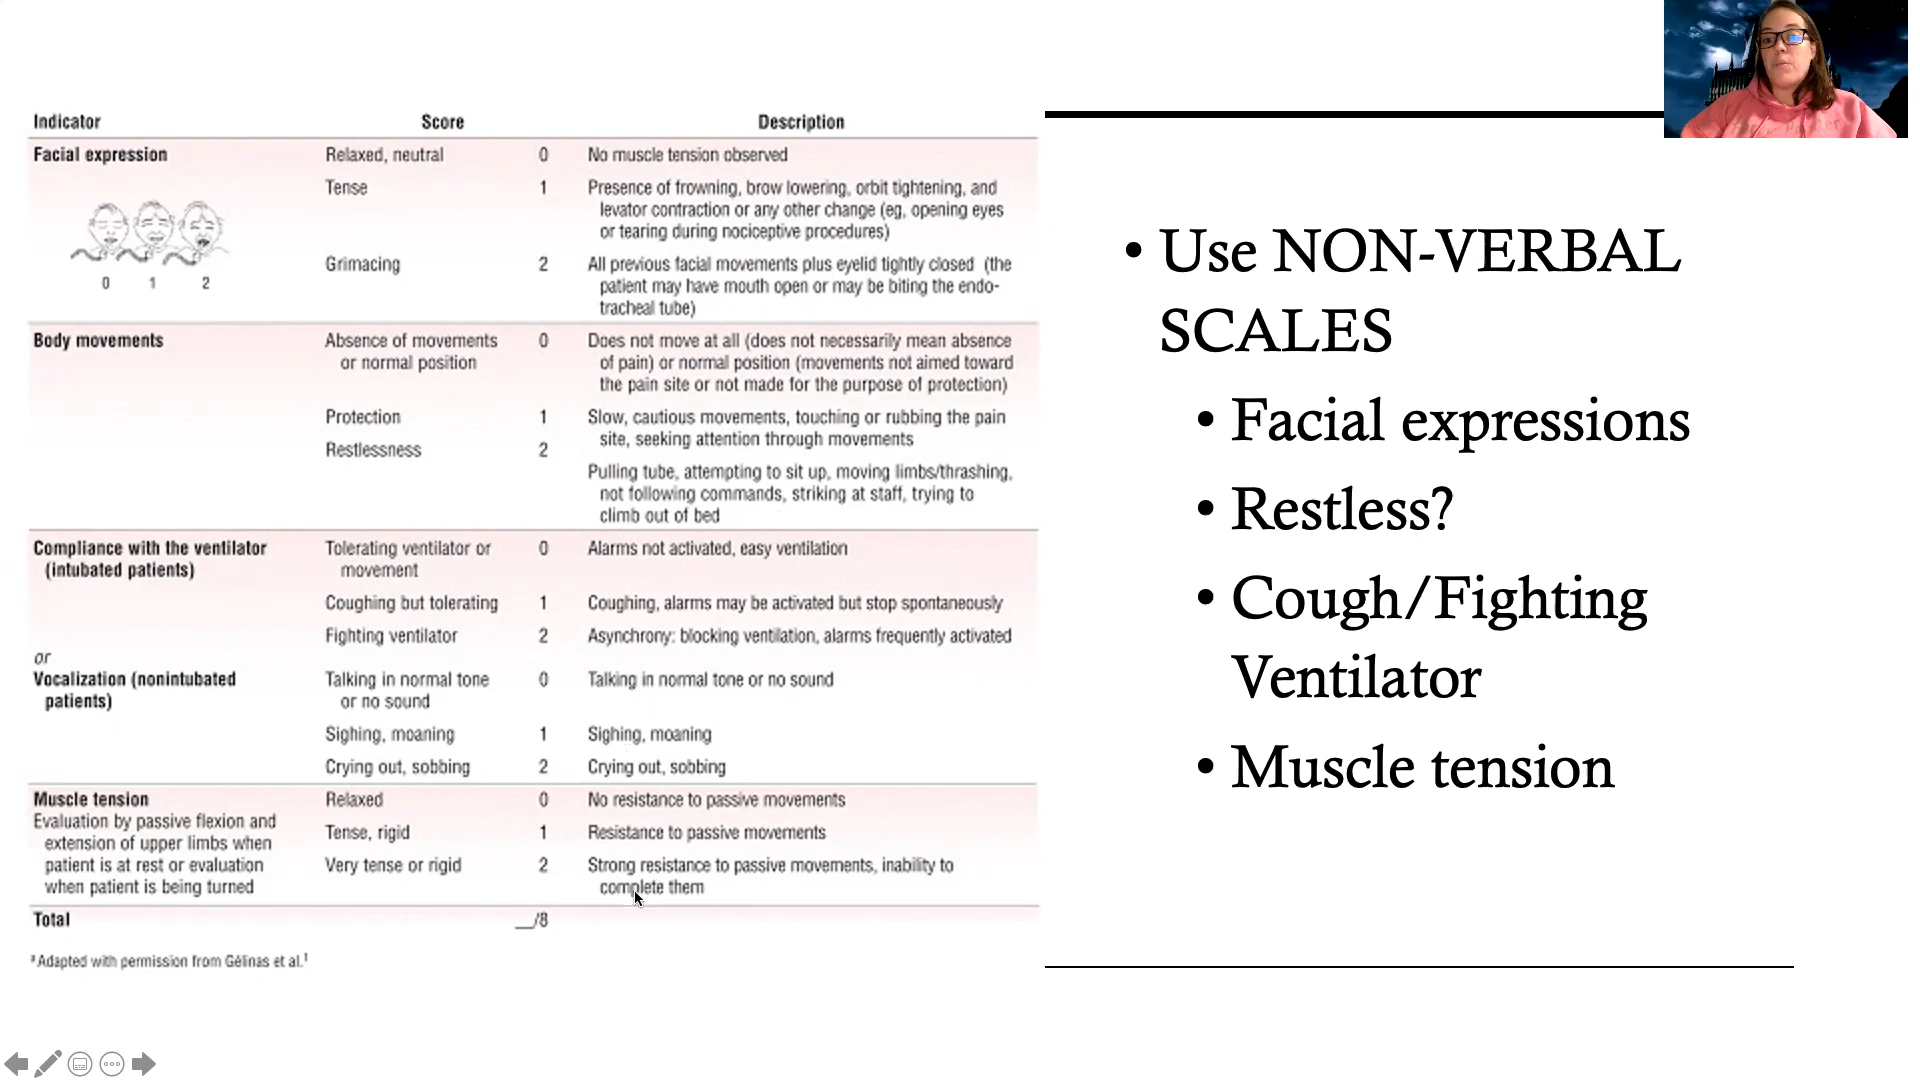 Indicator Score Description
Facial expression Relaxed, neutral 0 No muscle tension observed
Tense 1 Presence of frowning, brow lowering, orbit tightening, and
levator contraction or any other change (eg, opening eyes
or tearing during nociceptive procedures)
Grimacing 2 All previous facial movements plus eyelid tightly closed (the
0 1 2 patient may have mouth open or may be biting the endo-
tracheal tube)
Body movements Absence of movements 0 Does not move at all (does not necessarily mean absence
or normal position of pain) or normal position (movements not aimed toward
the pain site or not made for the purpose of protection)
Protection 1 Slow, cautious movements, touching or rubbing the pain
site, seeking attention through movements
Restlessness 2
Pulling tube, attempting to sit up, moving limbs/thrashing,
not following commands, striking at staff, trying to
climb out of bed
Compliance with the ventilator Tolerating ventilator or 0 Alarms not activated, easy ventilation
(intubated patients) movement
Coughing but tolerating 1 Coughing, alarms may be activated but stop spontaneously
Fighting ventilator 2 Asynchrony: blocking ventilation, alarms frequently activated
or
Vocalization (nonintubated Talking in normal tone 0 Talking in normal tone or no sound
patients) or no sound
Sighing, moaning 1 Sighing, moaning
Crying out, sobbing 2 Crying out, sobbing
Muscle tension Relaxed 0 No resistance to passive movements
Evaluation by passive flexion and
extension of upper limbs when Tense, rigid 1 Resistance to passive movements
patient is at rest or evaluation Very tense or rigid 2 Strong resistance to passive movements, inability to
when patient is being turned complete them
Total __/8
ª Adapted with permission from Gélinas et al.¹
• Use NON-VERBAL
SCALES
• Facial expressions
• Restless?
• Cough/Fighting
Ventilator
• Muscle tension